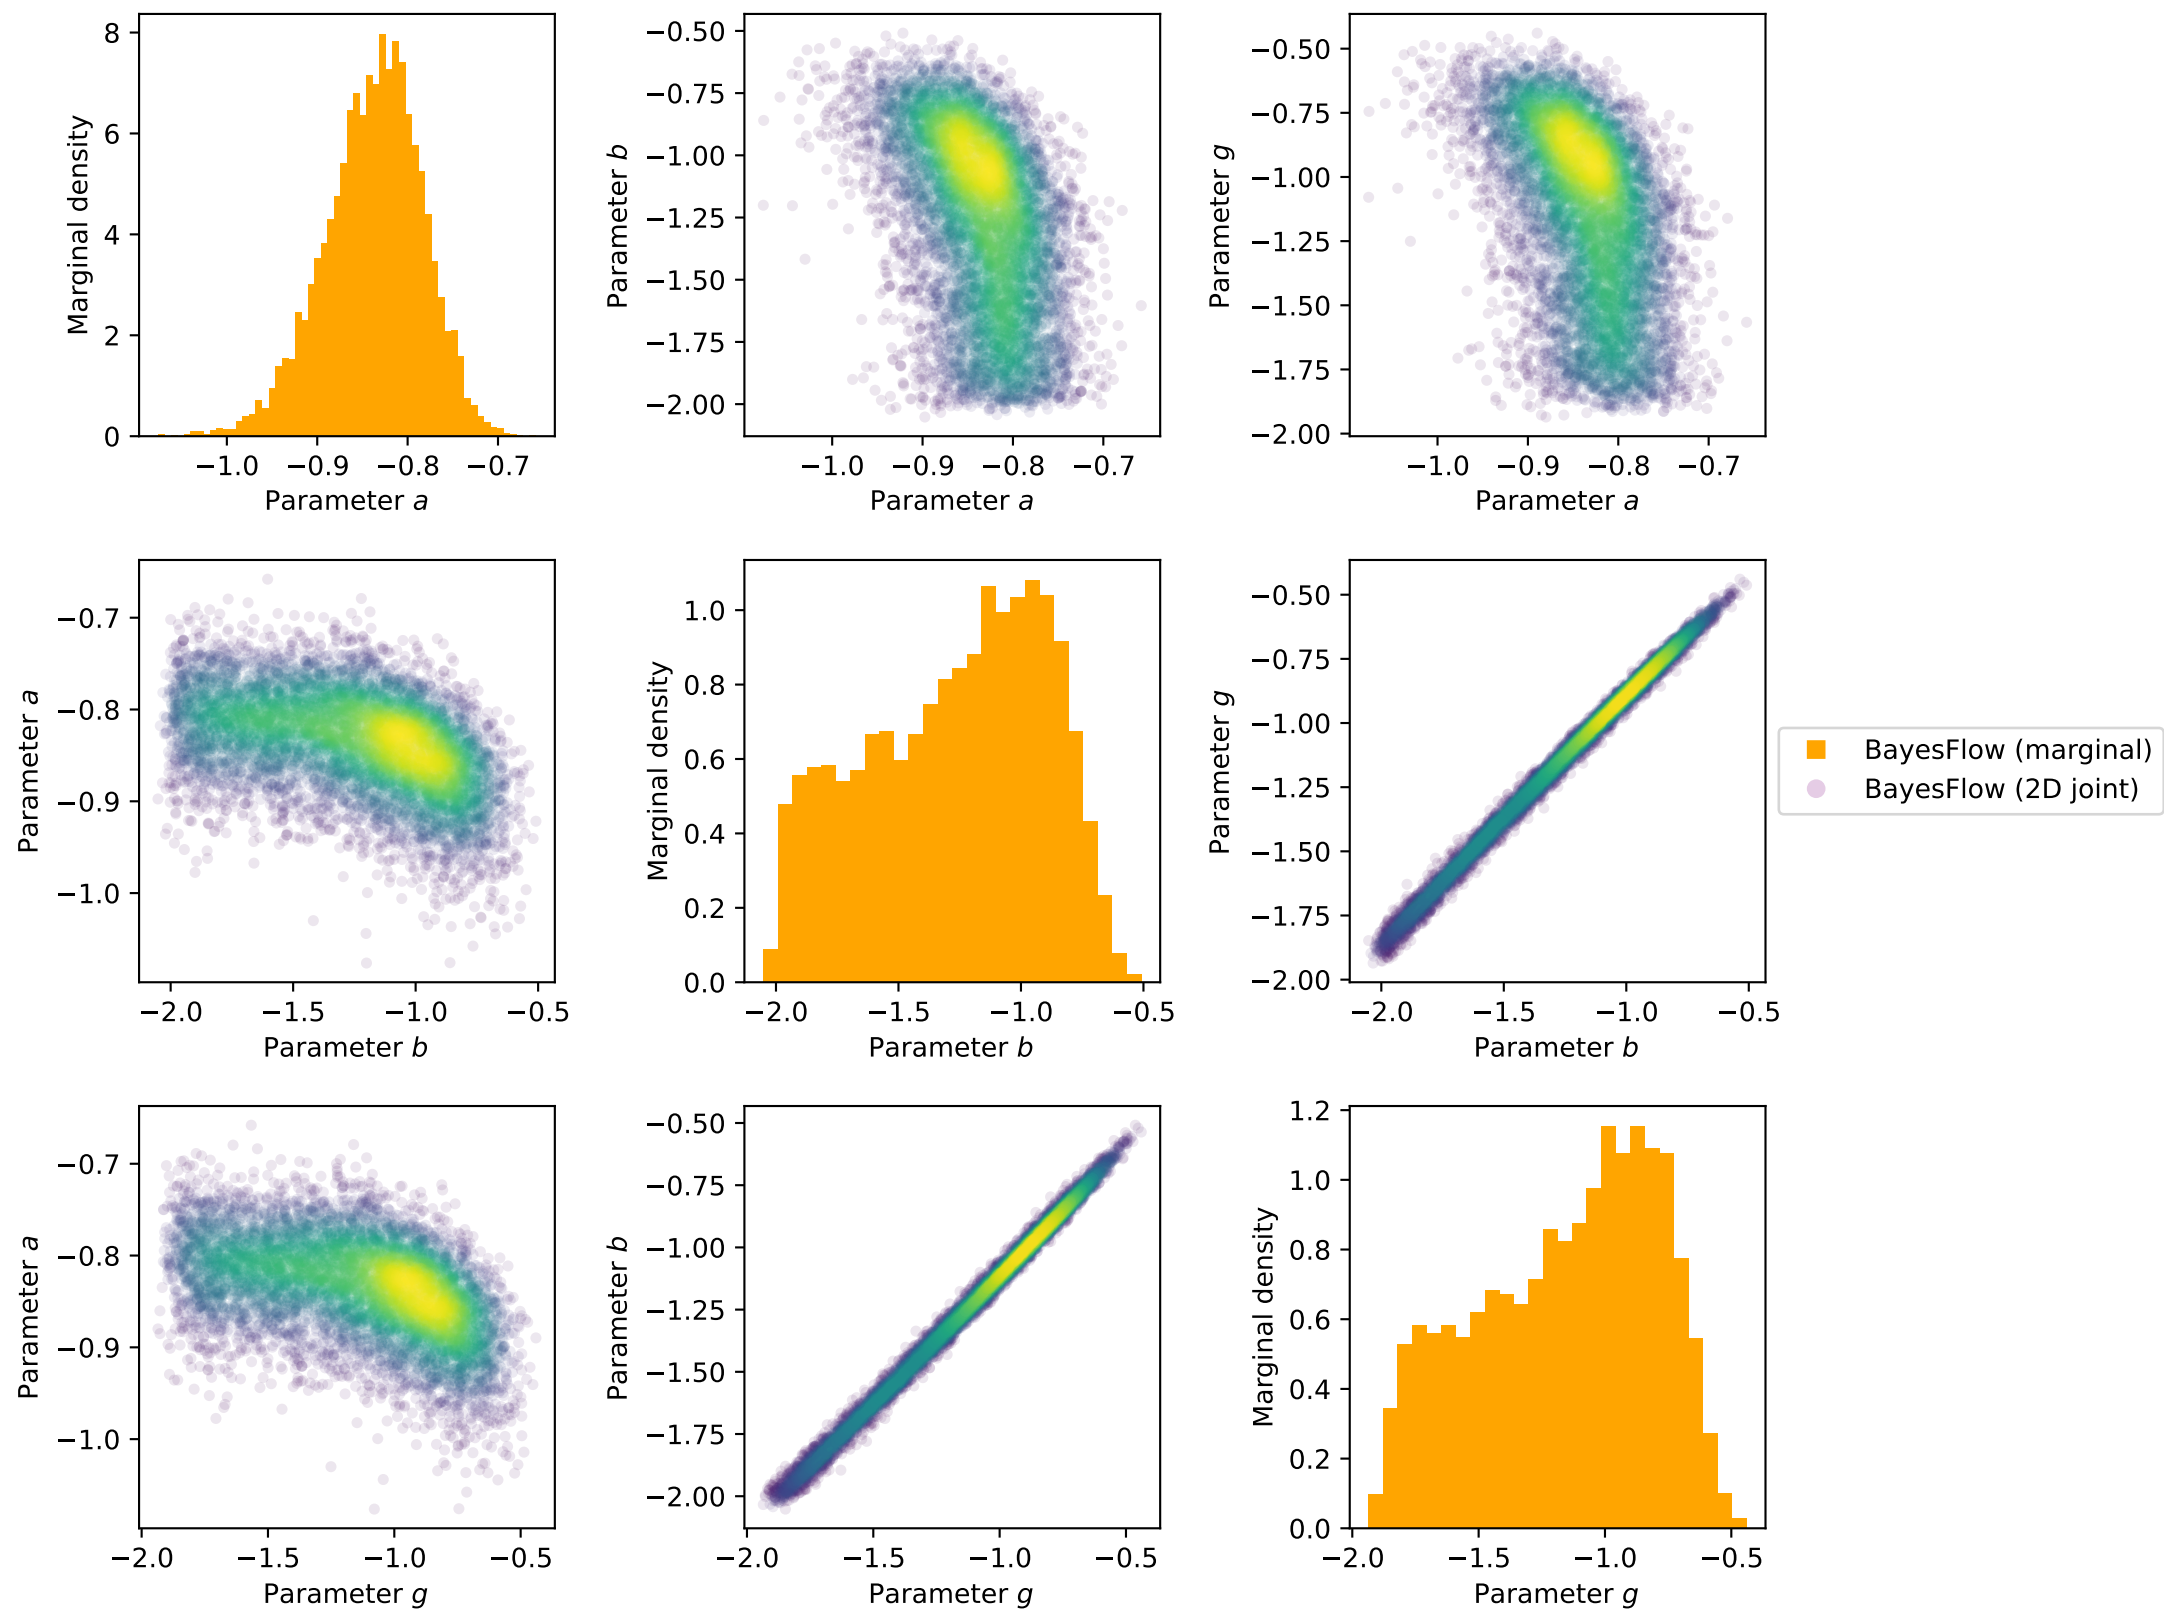 8
6
4
2
0
Marginal density
−1.0 −0.9 −0.8 −0.7
Parameter a
−0.50
−0.75
−1.00
−1.25
−1.50
−1.75
−2.00
Parameter b
−1.0 −0.9 −0.8 −0.7
Parameter a
−0.50
−0.75
−1.00
−1.25
−1.50
−1.75
−2.00
Parameter g
−1.0 −0.9 −0.8 −0.7
Parameter a
−0.7
−0.8
−0.9
−1.0
Parameter a
−2.0 −1.5 −1.0 −0.5
Parameter b
1.0
0.8
0.6
0.4
0.2
0.0
Marginal density
−2.0 −1.5 −1.0 −0.5
Parameter b
−0.50
−0.75
−1.00
−1.25
−1.50
−1.75
−2.00
Parameter g
−2.0 −1.5 −1.0 −0.5
Parameter b
BayesFlow (marginal)
BayesFlow (2D joint)
−0.7
−0.8
−0.9
−1.0
Parameter a
−2.0 −1.5 −1.0 −0.5
Parameter g
−0.50
−0.75
−1.00
−1.25
−1.50
−1.75
−2.00
Parameter b
−2.0 −1.5 −1.0 −0.5
Parameter g
1.2
1.0
0.8
0.6
0.4
0.2
0.0
Marginal density
−2.0 −1.5 −1.0 −0.5
Parameter g